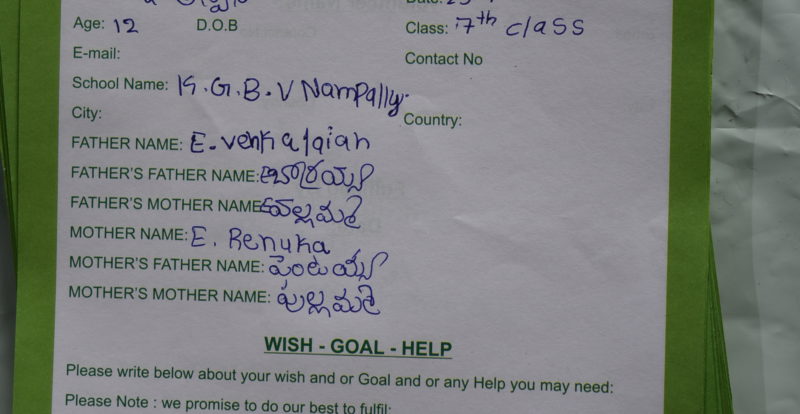 Age: 12 D.O.B Class: 7th class
E-mail: Contact No
School Name: K.G.B.V Nampally.
City: Country:
FATHER NAME: E. venkataiah
FATHER'S FATHER NAME:
FATHER'S MOTHER NAME
MOTHER NAME: E. Renuka
MOTHER'S FATHER NAME: పెంటయ్య
MOTHER'S MOTHER NAME: పుల్లమ్మ
WISH - GOAL - HELP
Please write below about your wish and or Goal and or any Help you may need:
Please Note : we promise to do our best to fulfil: